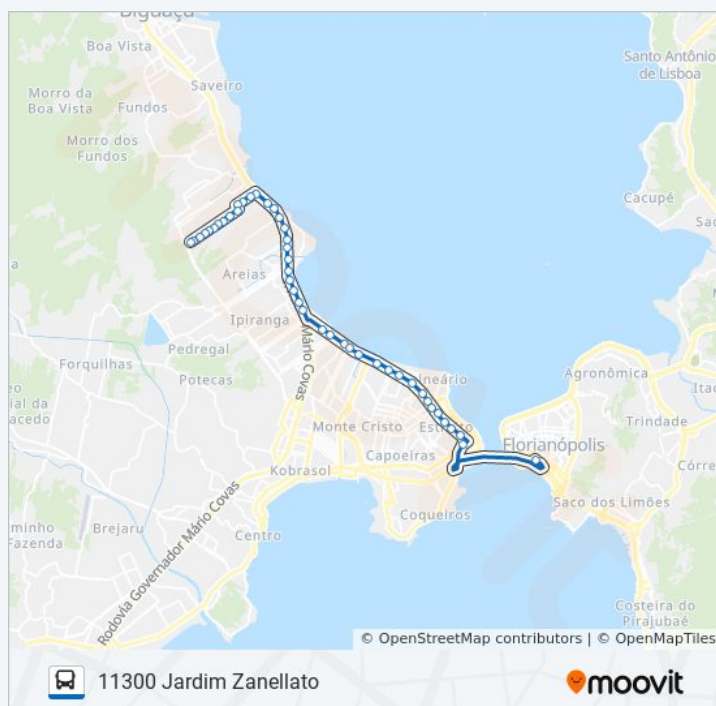 Biguaçu
Boa Vista
Santo Antônio
de Lisboa
Saveiro
Morro da
Boa Vista
Fundos
Morro dos
Fundos
Cacupé
Areias
Ipiranga
Mário Covas
Pedregal
Forquilhas
Potecas
Balneário
Agronômica
Trindade
Monte Cristo
Estreito
Florianópolis
Capoeiras
Kobrasol
Saco dos Limões
Coqueiros
Brejaru
Centro
Fazenda
Rodovia Governador Mário Covas
Costeira do
Pirajubaé
© OpenStreetMap contributors | © OpenMapTiles
11300 Jardim Zanellato
moovit